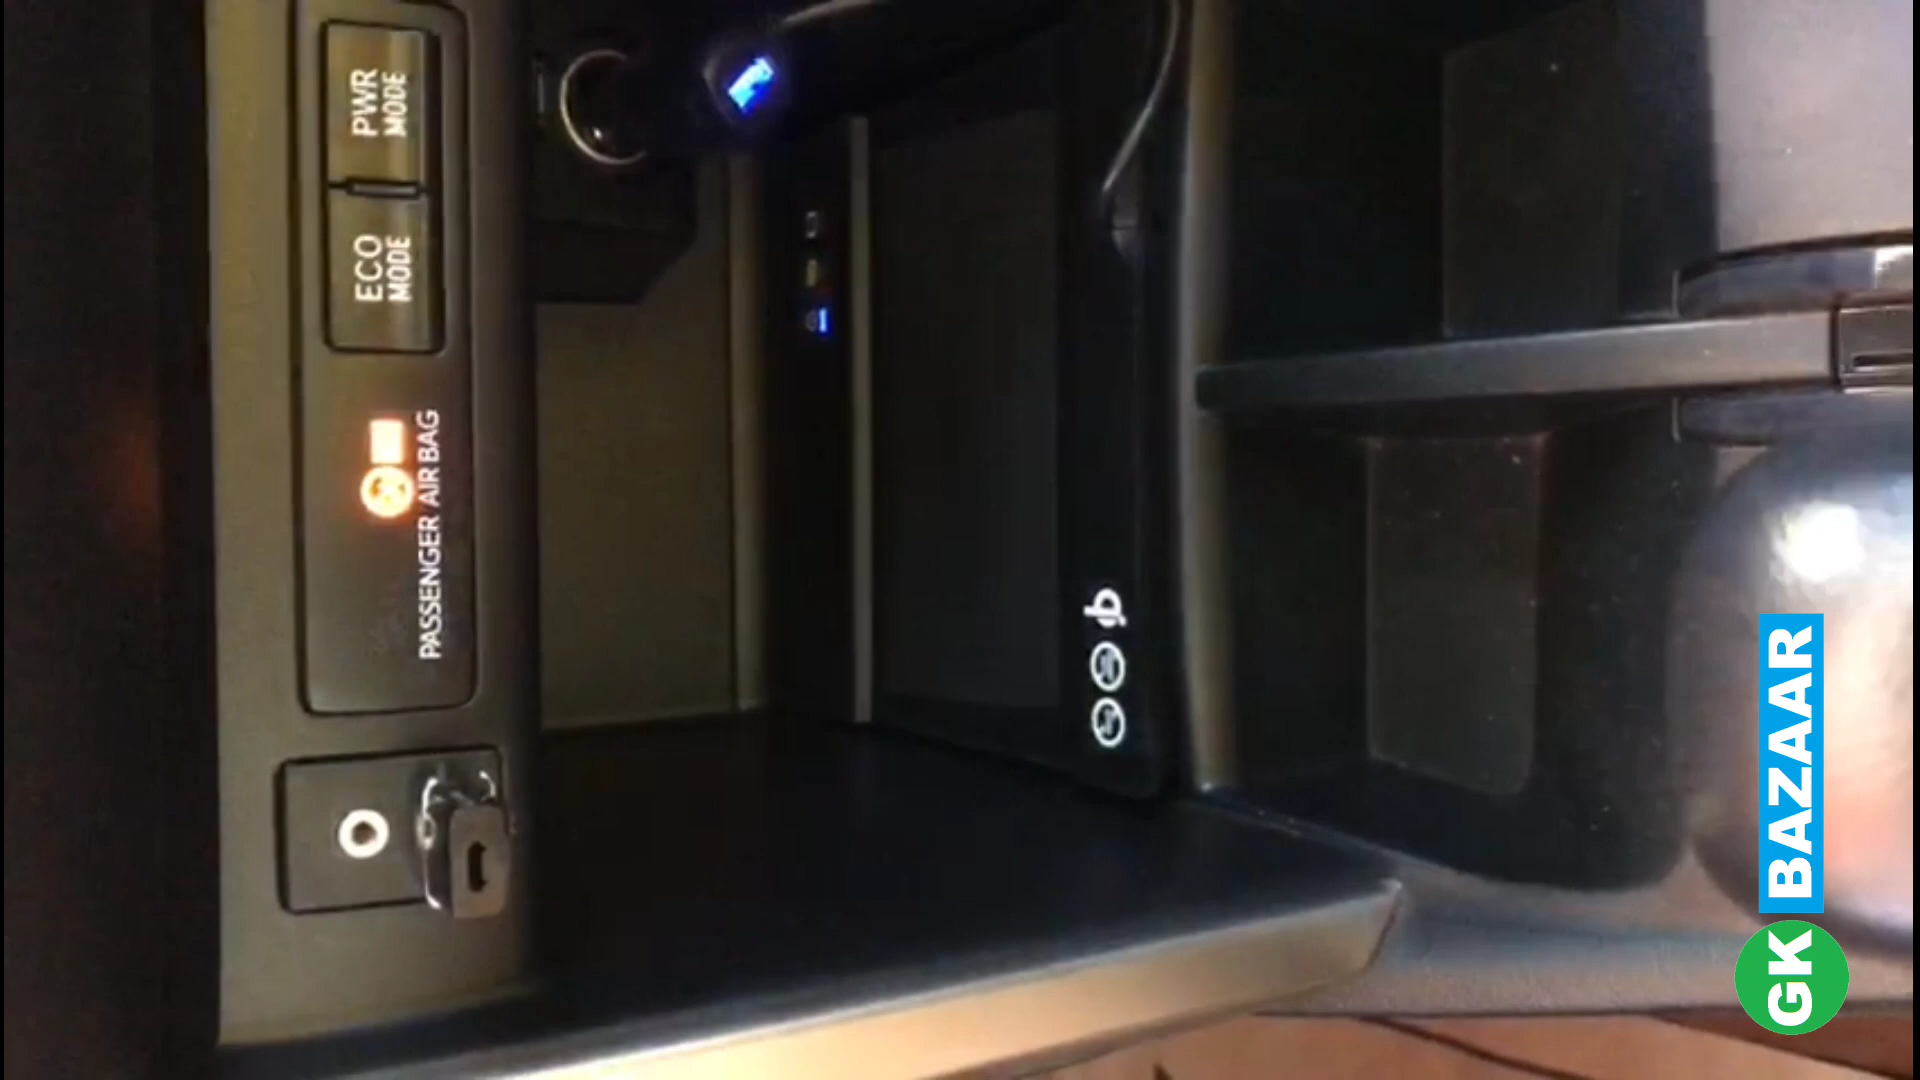 PWR
MODE
ECO
MODE
PASSENGER AIR BAG
GK BAZAAR